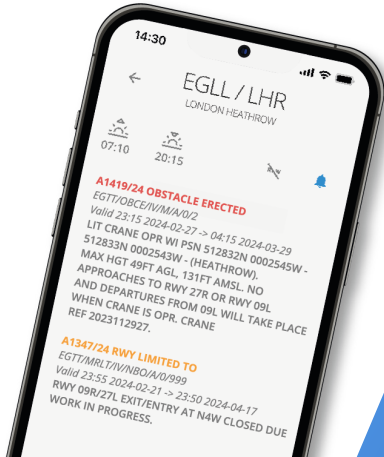 14:30
EGLL / LHR
LONDON HEATHROW
07:10
20:15
A1419/24 OBSTACLE ERECTED
EGTT/OBCE/IV/M/A/0/2
Valid 23:15 2024-02-27 -> 04:15 2024-03-29
LIT CRANE OPR WI PSN 512832N 0002545W -
512833N 0002543W - (HEATHROW).
MAX HGT 49FT AGL, 131FT AMSL. NO
APPROACHES TO RWY 27R OR RWY 09L
AND DEPARTURES FROM 09L WILL TAKE PLACE
WHEN CRANE IS OPR. CRANE
REF 2023112927.
A1347/24 RWY LIMITED TO
EGTT/MRLT/IV/NBO/A/0/999
Valid 23:55 2024-02-21 -> 23:50 2024-04-17
RWY 09R/27L EXIT/ENTRY AT N4W CLOSED DUE
WORK IN PROGRESS.